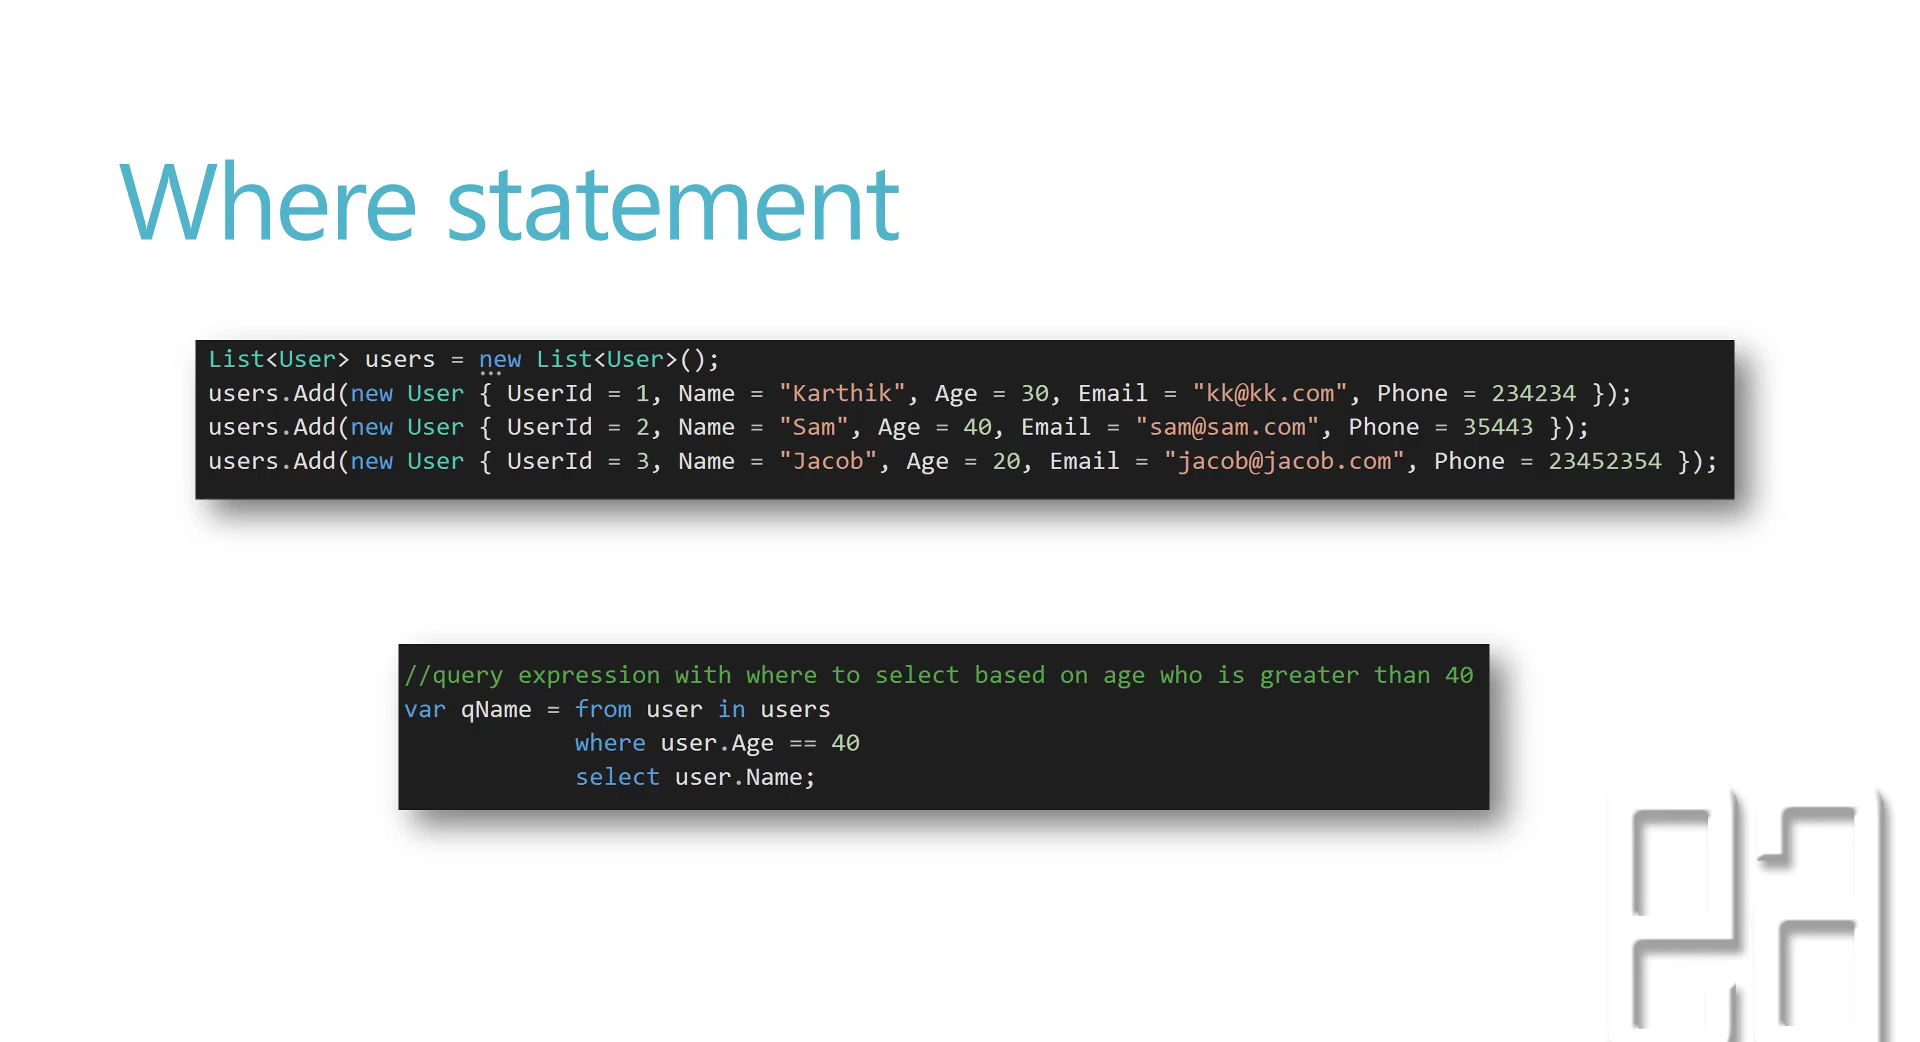 Where statement
List<User> users = new List<User>();
users.Add(new User { UserId = 1, Name = "Karthik", Age = 30, Email = "kk@kk.com", Phone = 234234 });
users.Add(new User { UserId = 2, Name = "Sam", Age = 40, Email = "sam@sam.com", Phone = 35443 });
users.Add(new User { UserId = 3, Name = "Jacob", Age = 20, Email = "jacob@jacob.com", Phone = 23452354 });
//query expression with where to select based on age who is greater than 40
var qName = from user in users
where user.Age == 40
select user.Name;